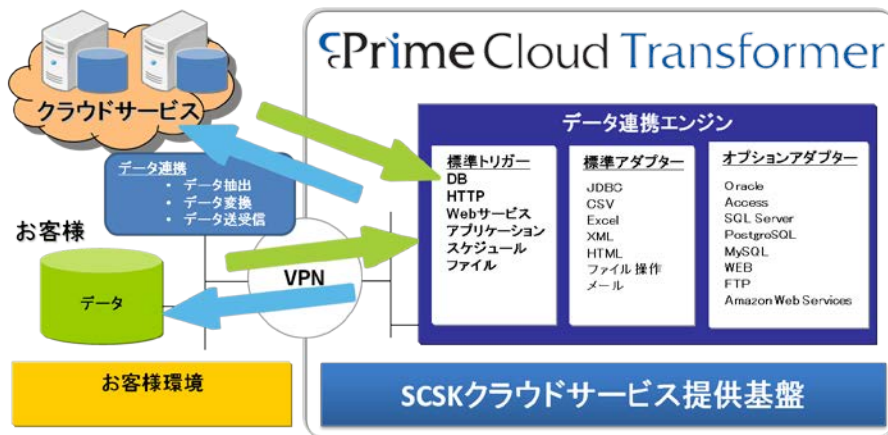 Prime Cloud Transformer
クラウドサービス
データ連携
• データ抽出
• データ変換
• データ送受信
お客様
データ
VPN
お客様環境
データ連携エンジン
標準トリガー
DB
HTTP
Webサービス
アプリケーション
スケジュール
ファイル
標準アダプター
JDBC
CSV
Excel
XML
HTML
ファイル操作
メール
オプションアダプター
Oracle
Access
SQL Server
PostgroSQL
MySQL
WEB
FTP
Amazon Web Services
SCSKクラウドサービス提供基盤